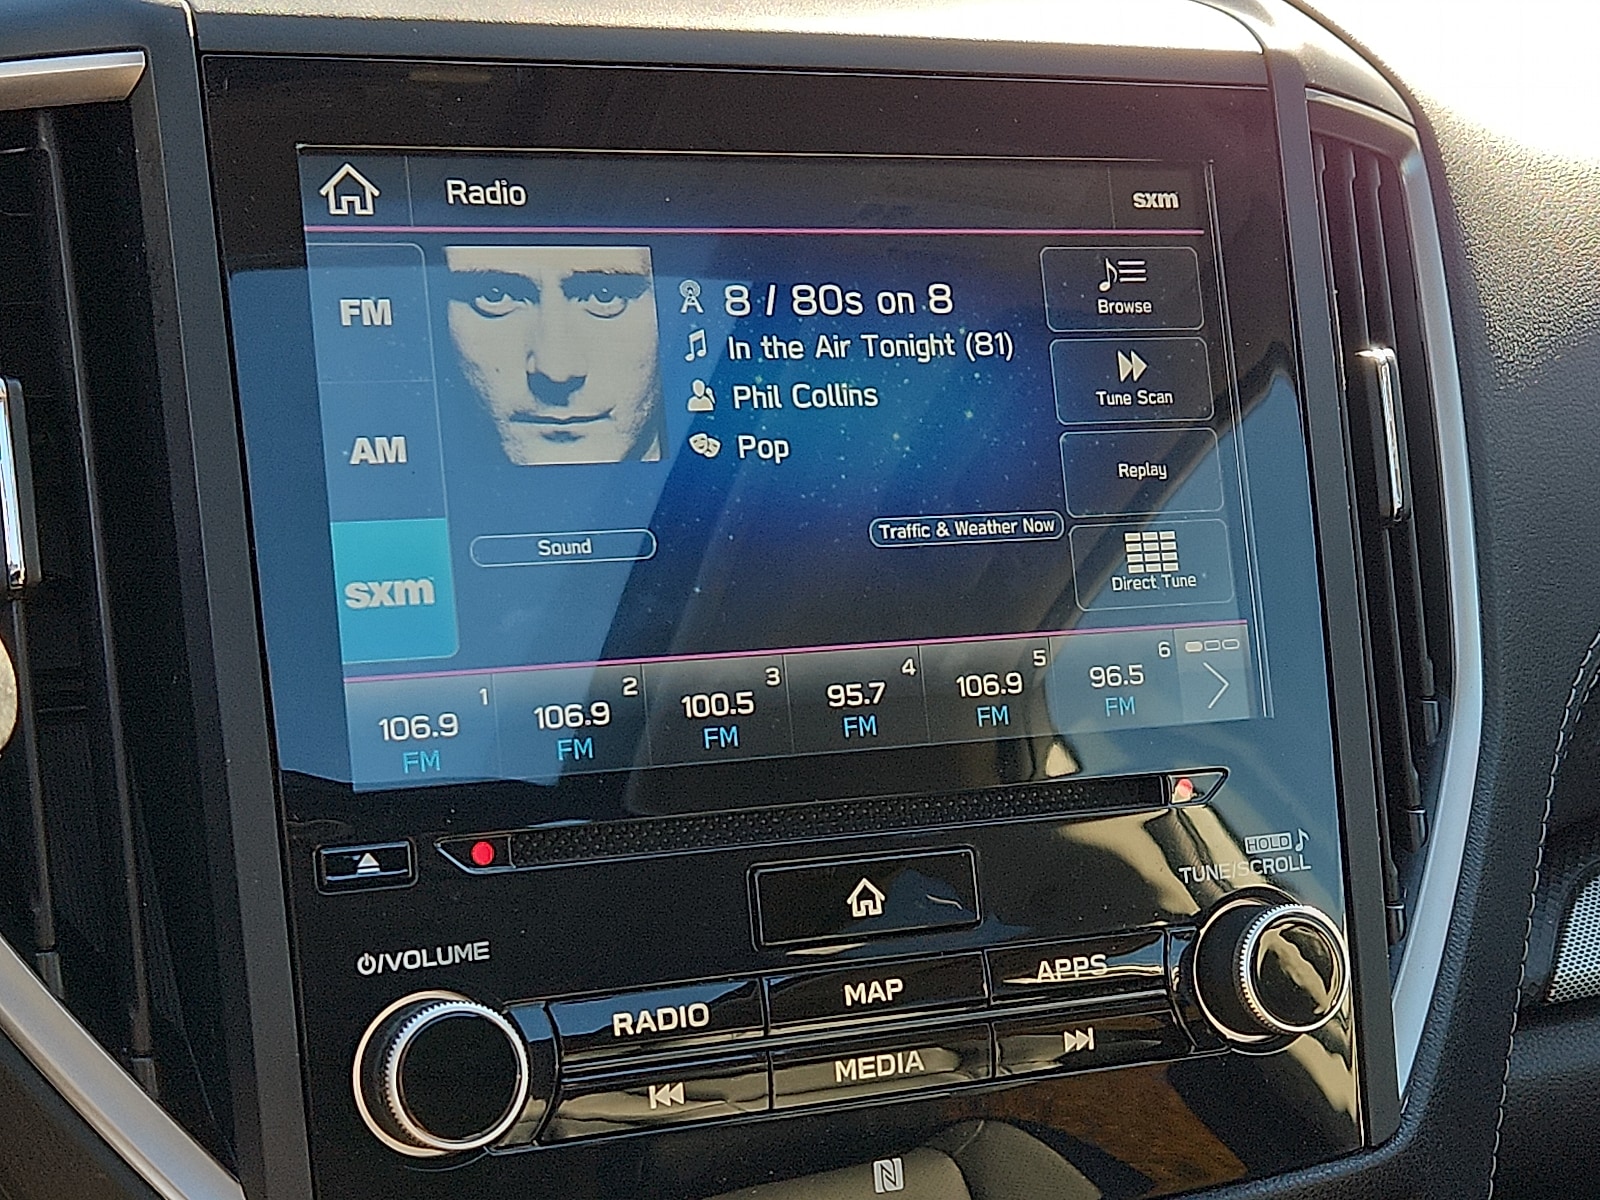 Radio
sxm
FM
AM
sxm
8 / 80s on 8
In the Air Tonight (81)
Phil Collins
Pop
Sound
Traffic & Weather Now
Browse
Tune Scan
Replay
Direct Tune
1
106.9
FM
2
106.9
FM
3
100.5
FM
4
95.7
FM
5
106.9
FM
6
96.5
FM
HOLD
TUNE/SCROLL
/VOLUME
RADIO
MAP
APPS
MEDIA
N